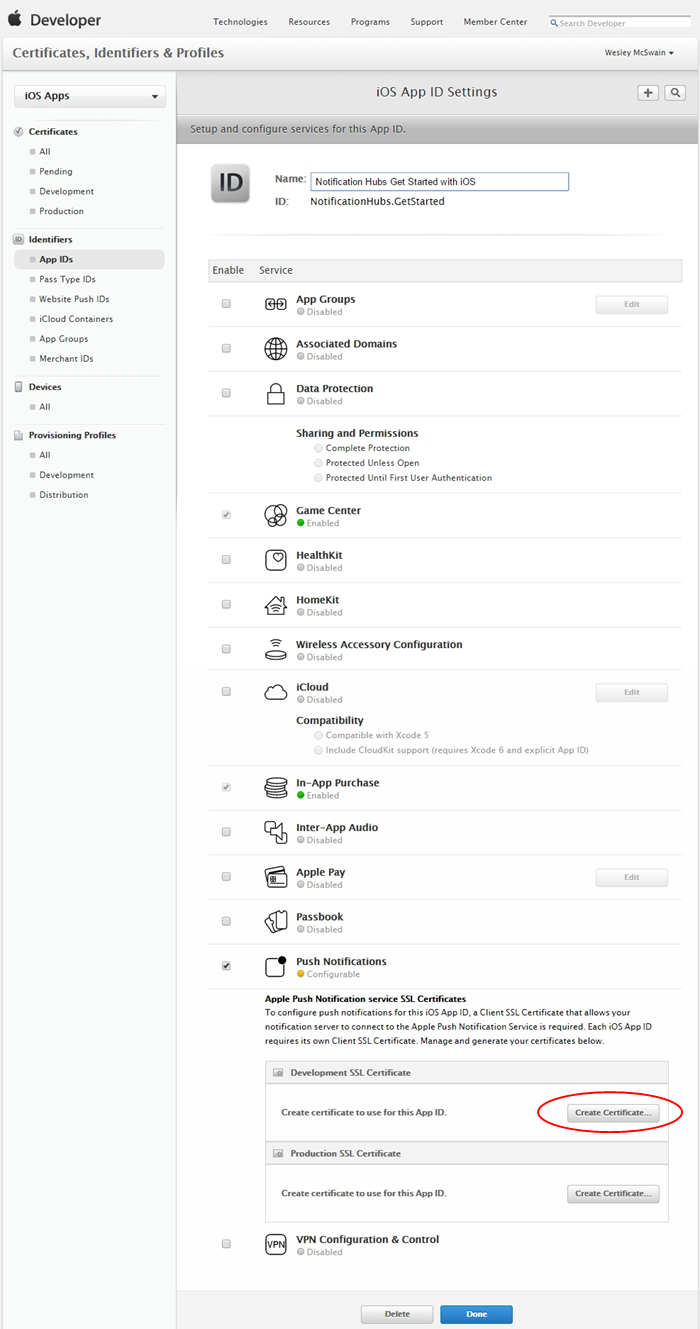 Developer
Technologies Resources Programs Support Member Center Search Developer
Certificates, Identifiers & Profiles
Wesley McSwain
iOS Apps
Certificates
All
Pending
Development
Production
Identifiers
App IDs
Pass Type IDs
Website Push IDs
iCloud Containers
App Groups
Merchant IDs
Devices
All
Provisioning Profiles
All
Development
Distribution
iOS App ID Settings
Setup and configure services for this App ID.
ID
Name: Notification Hubs Get Started with iOS
ID: NotificationHubs.GetStarted
Enable Service
App Groups
Disabled
Edit
Associated Domains
Disabled
Data Protection
Disabled
Sharing and Permissions
Complete Protection
Protected Unless Open
Protected Until First User Authentication
Game Center
Enabled
HealthKit
Disabled
HomeKit
Disabled
Wireless Accessory Configuration
Disabled
iCloud
Disabled
Edit
Compatibility
Compatible with Xcode 5
Include CloudKit support (requires Xcode 6 and explicit App ID)
In-App Purchase
Enabled
Inter-App Audio
Disabled
Apple Pay
Disabled
Edit
Passbook
Disabled
Push Notifications
Configurable
Apple Push Notification service SSL Certificates
To configure push notifications for this iOS App ID, a Client SSL Certificate that allows your
notification server to connect to the Apple Push Notification Service is required. Each iOS App ID
requires its own Client SSL Certificate. Manage and generate your certificates below.
Development SSL Certificate
Create certificate to use for this App ID. Create Certificate...
Production SSL Certificate
Create certificate to use for this App ID. Create Certificate...
VPN
VPN Configuration & Control
Disabled
Delete Done